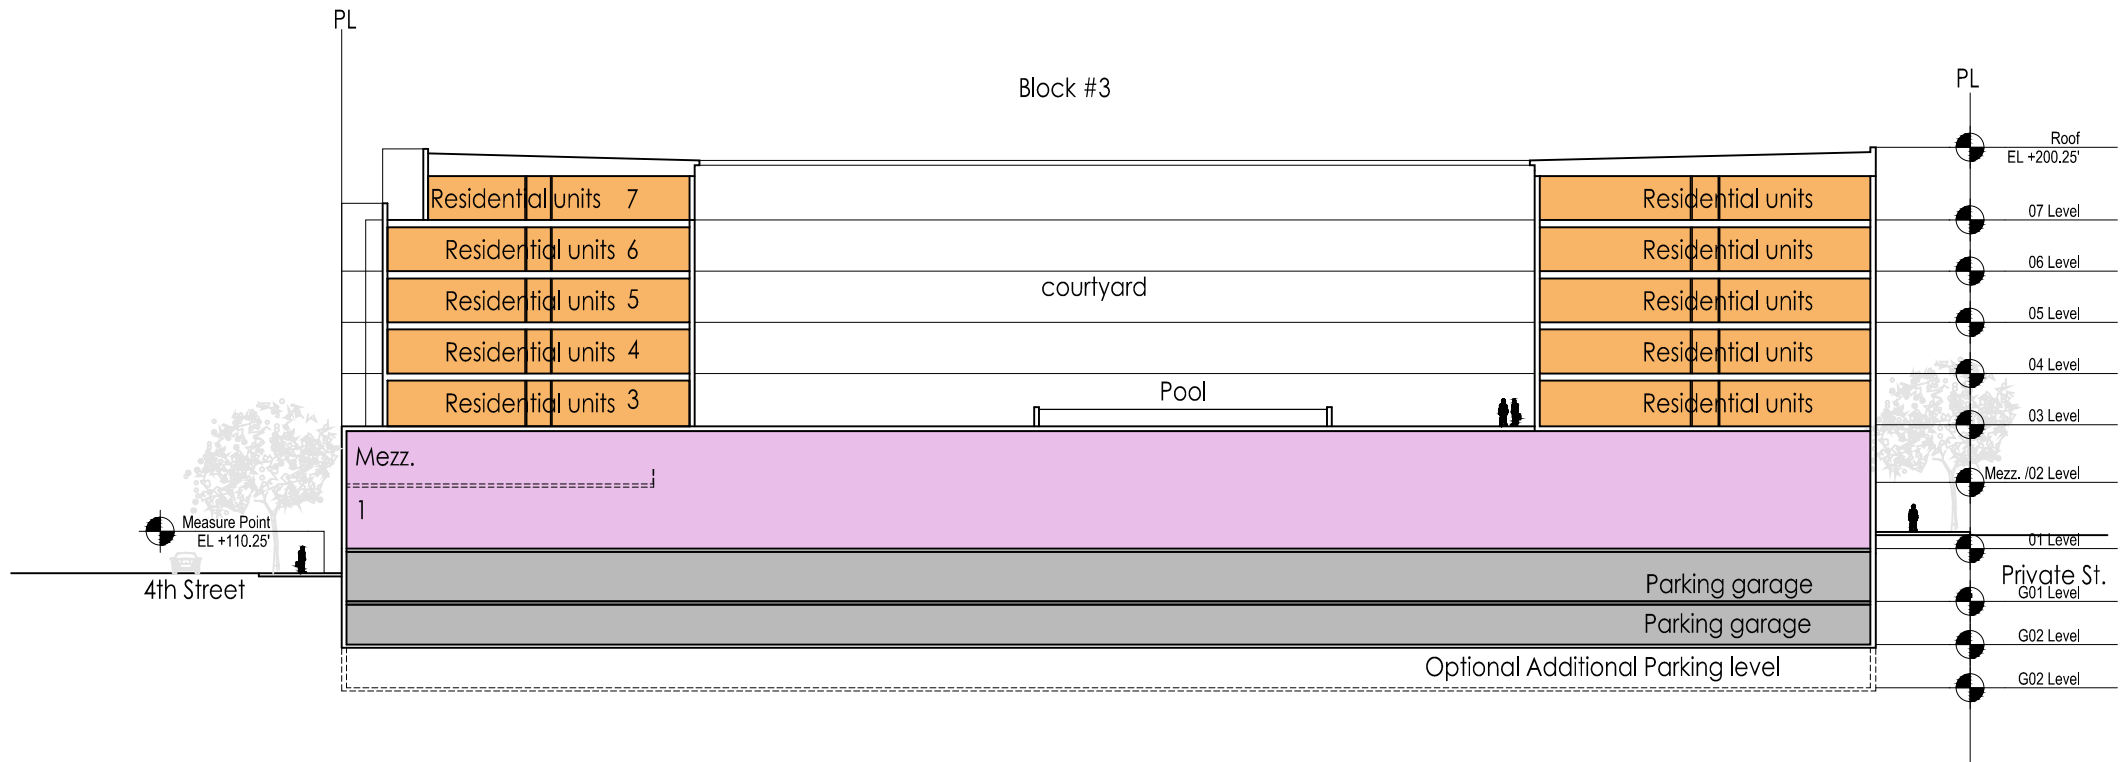 PL
Block #3
PL
Roof
EL +200.25'
Residential units 7
Residential units
07 Level
Residential units 6
Residential units
06 Level
courtyard
Residential units 5
Residential units
05 Level
Residential units 4
Residential units
04 Level
Pool
Residential units 3
Residential units
03 Level
Mezz.
Mezz. /02 Level
1
Measure Point
EL +110.25'
01 Level
4th Street
Parking garage
Private St.
G01 Level
Parking garage
G02 Level
Optional Additional Parking level
G02 Level